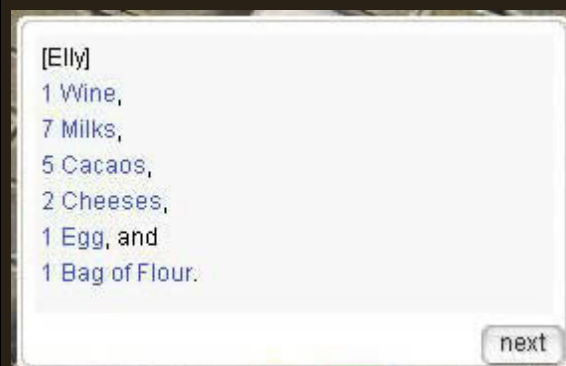 [Elly]
1 Wine,
7 Milks,
5 Cacaos,
2 Cheeses,
1 Egg, and
1 Bag of Flour.
next